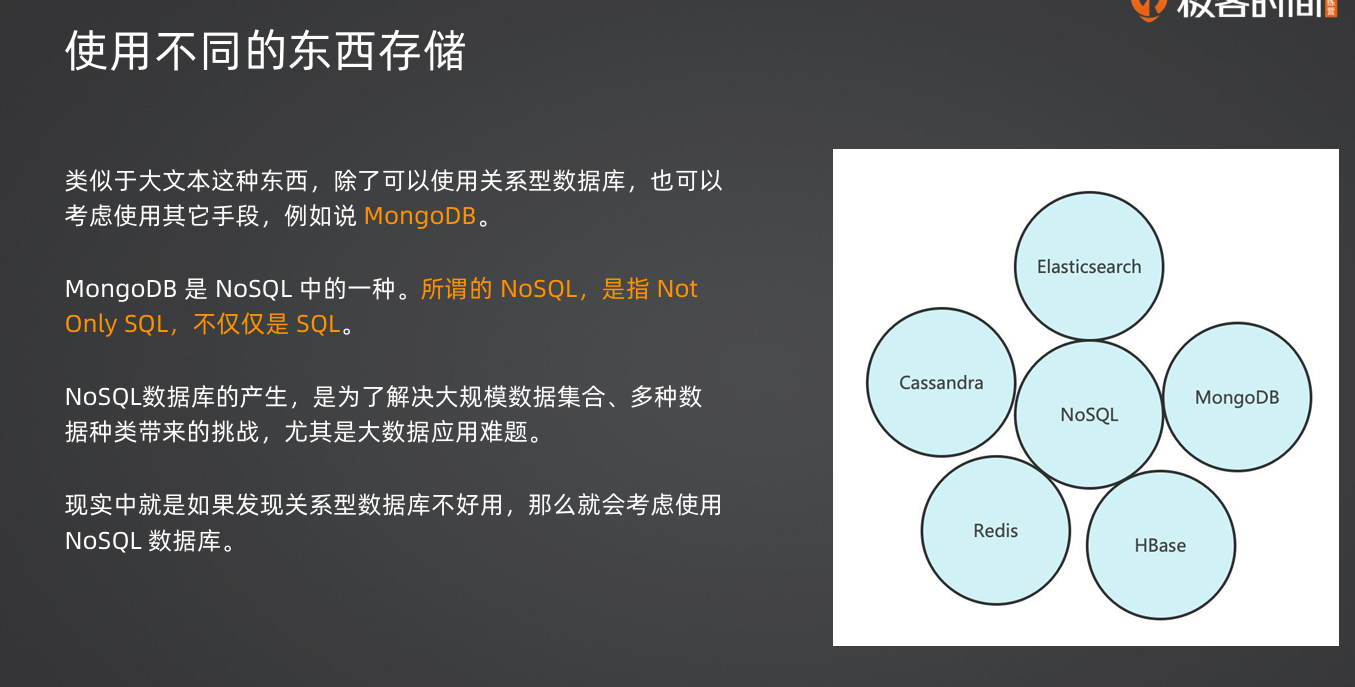 极客时间
使用不同的东西存储
类似于大文本这种东西，除了可以使用关系型数据库，也可以
考虑使用其它手段，例如说 MongoDB。
MongoDB 是 NoSQL 中的一种。所谓的 NoSQL，是指 Not
Only SQL，不仅仅是 SQL。
NoSQL数据库的产生，是为了解决大规模数据集合、多种数
据种类带来的挑战，尤其是大数据应用难题。
现实中就是如果发现关系型数据库不好用，那么就会考虑使用
NoSQL 数据库。
Elasticsearch
Cassandra
MongoDB
NoSQL
Redis
HBase